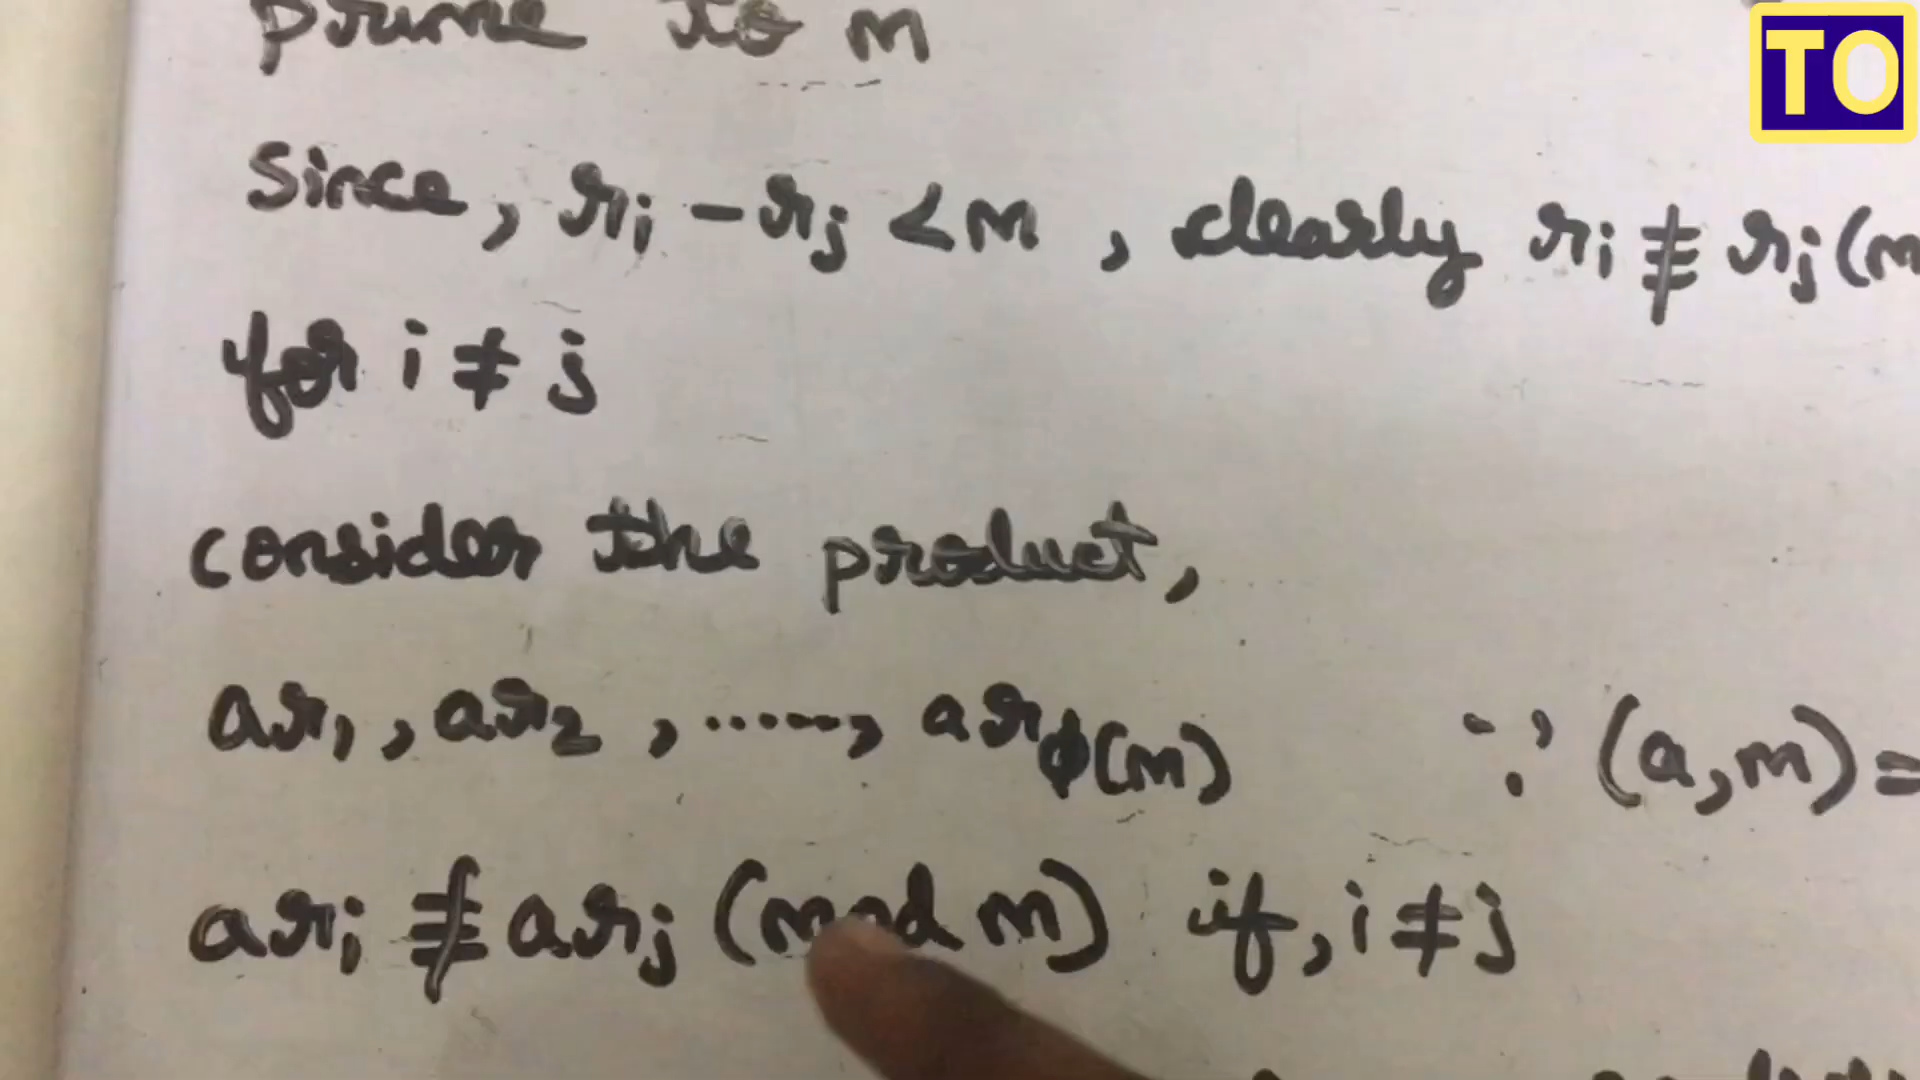 prime to m
TO
Since, ri - rj < m, clearly ri ≢ rj (m
for i ≠ j
consider the product,
ar1, ar2, ......, arϕ(m) ∵ (a, m) =
ari ≢ arj (mod m) if, i ≠ j